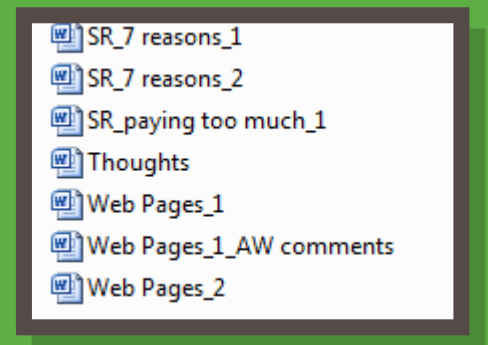 SR_7 reasons_1
SR_7 reasons_2
SR_paying too much_1
Thoughts
Web Pages_1
Web Pages_1_AW comments
Web Pages_2